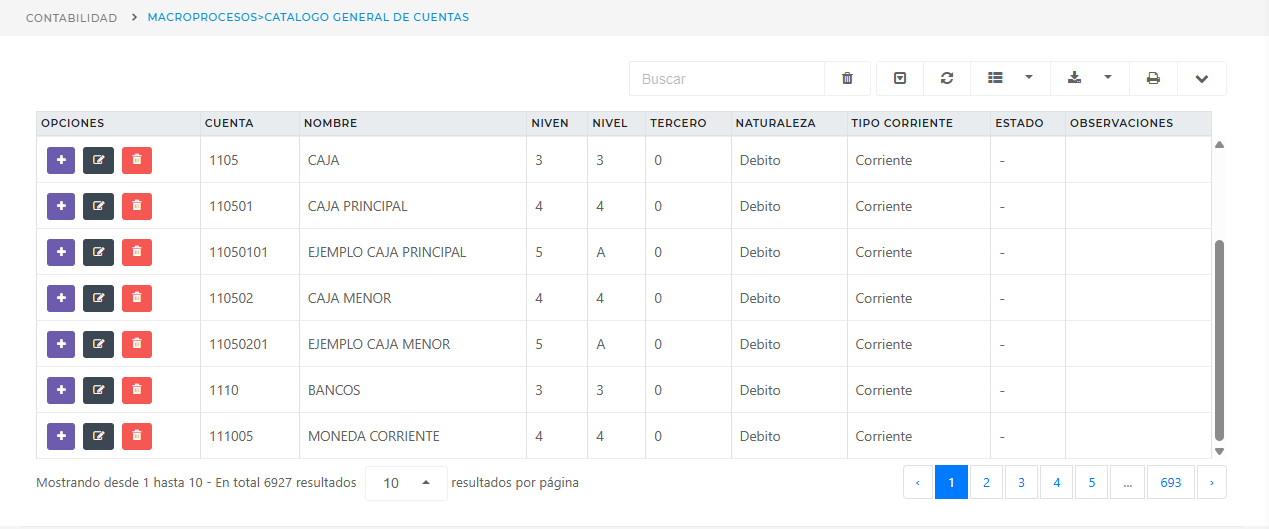 CONTABILIDAD > MACROPROCESOS>CATALOGO GENERAL DE CUENTAS
Buscar
OPCIONES CUENTA NOMBRE NIVEN NIVEL TERCERO NATURALEZA TIPO CORRIENTE ESTADO OBSERVACIONES
1105 CAJA 3 3 0 Debito Corriente -
110501 CAJA PRINCIPAL 4 4 0 Debito Corriente -
11050101 EJEMPLO CAJA PRINCIPAL 5 A 0 Debito Corriente -
110502 CAJA MENOR 4 4 0 Debito Corriente -
11050201 EJEMPLO CAJA MENOR 5 A 0 Debito Corriente -
1110 BANCOS 3 3 0 Debito Corriente -
111005 MONEDA CORRIENTE 4 4 0 Debito Corriente -
Mostrando desde 1 hasta 10 - En total 6927 resultados 10 resultados por página ‹ 1 2 3 4 5 ... 693 ›